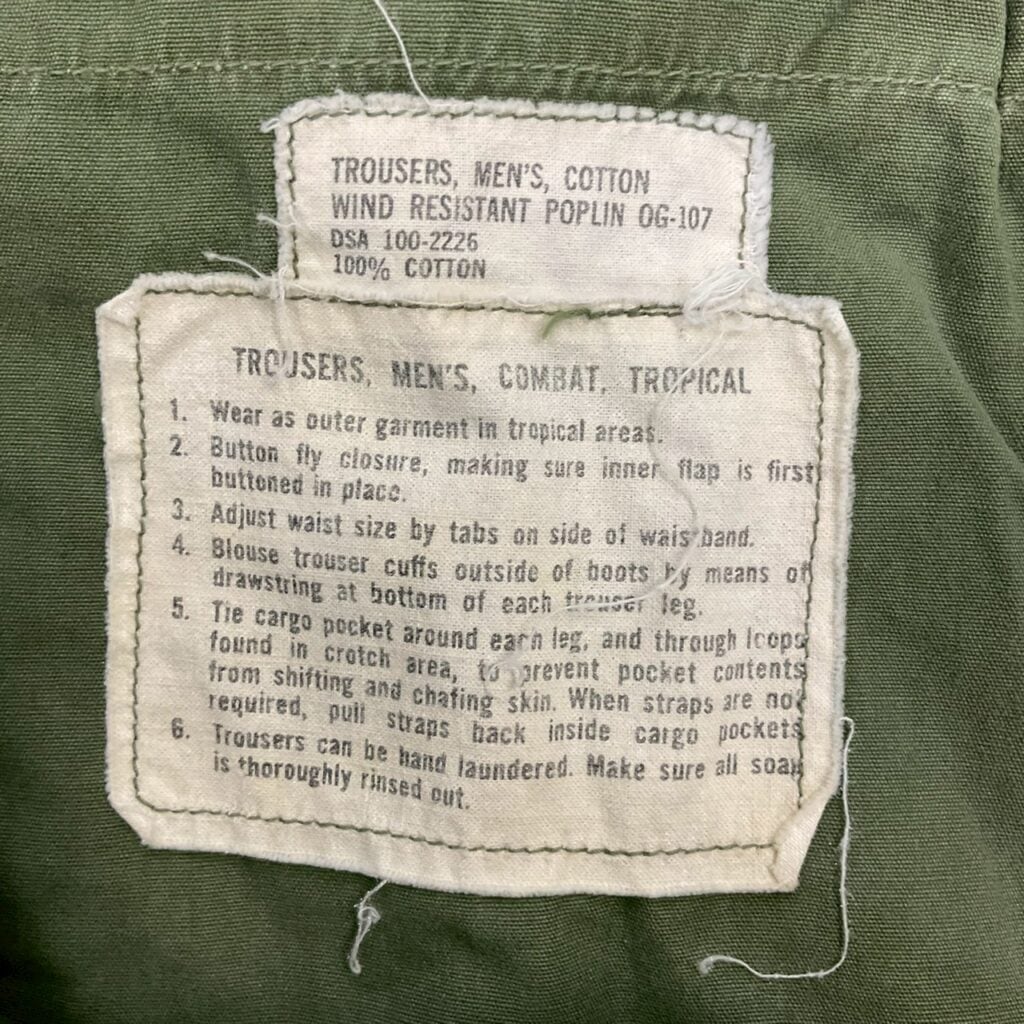 TROUSERS, MEN'S, COTTON
WIND RESISTANT POPLIN OG-107
DSA 100-2226
100% COTTON
TROUSERS, MEN'S, COMBAT, TROPICAL
1. Wear as outer garment in tropical areas.
2. Button fly closure, making sure inner flap is first
buttoned in place.
3. Adjust waist size by tabs on side of waistband.
4. Blouse trouser cuffs outside of boots by means of
drawstring at bottom of each trouser leg.
5. Tie cargo pocket around each leg, and through loops
found in crotch area, to prevent pocket contents
from shifting and chafing skin. When straps are not
required, pull straps back inside cargo pockets
6. Trousers can be hand laundered. Make sure all soap
is thoroughly rinsed out.